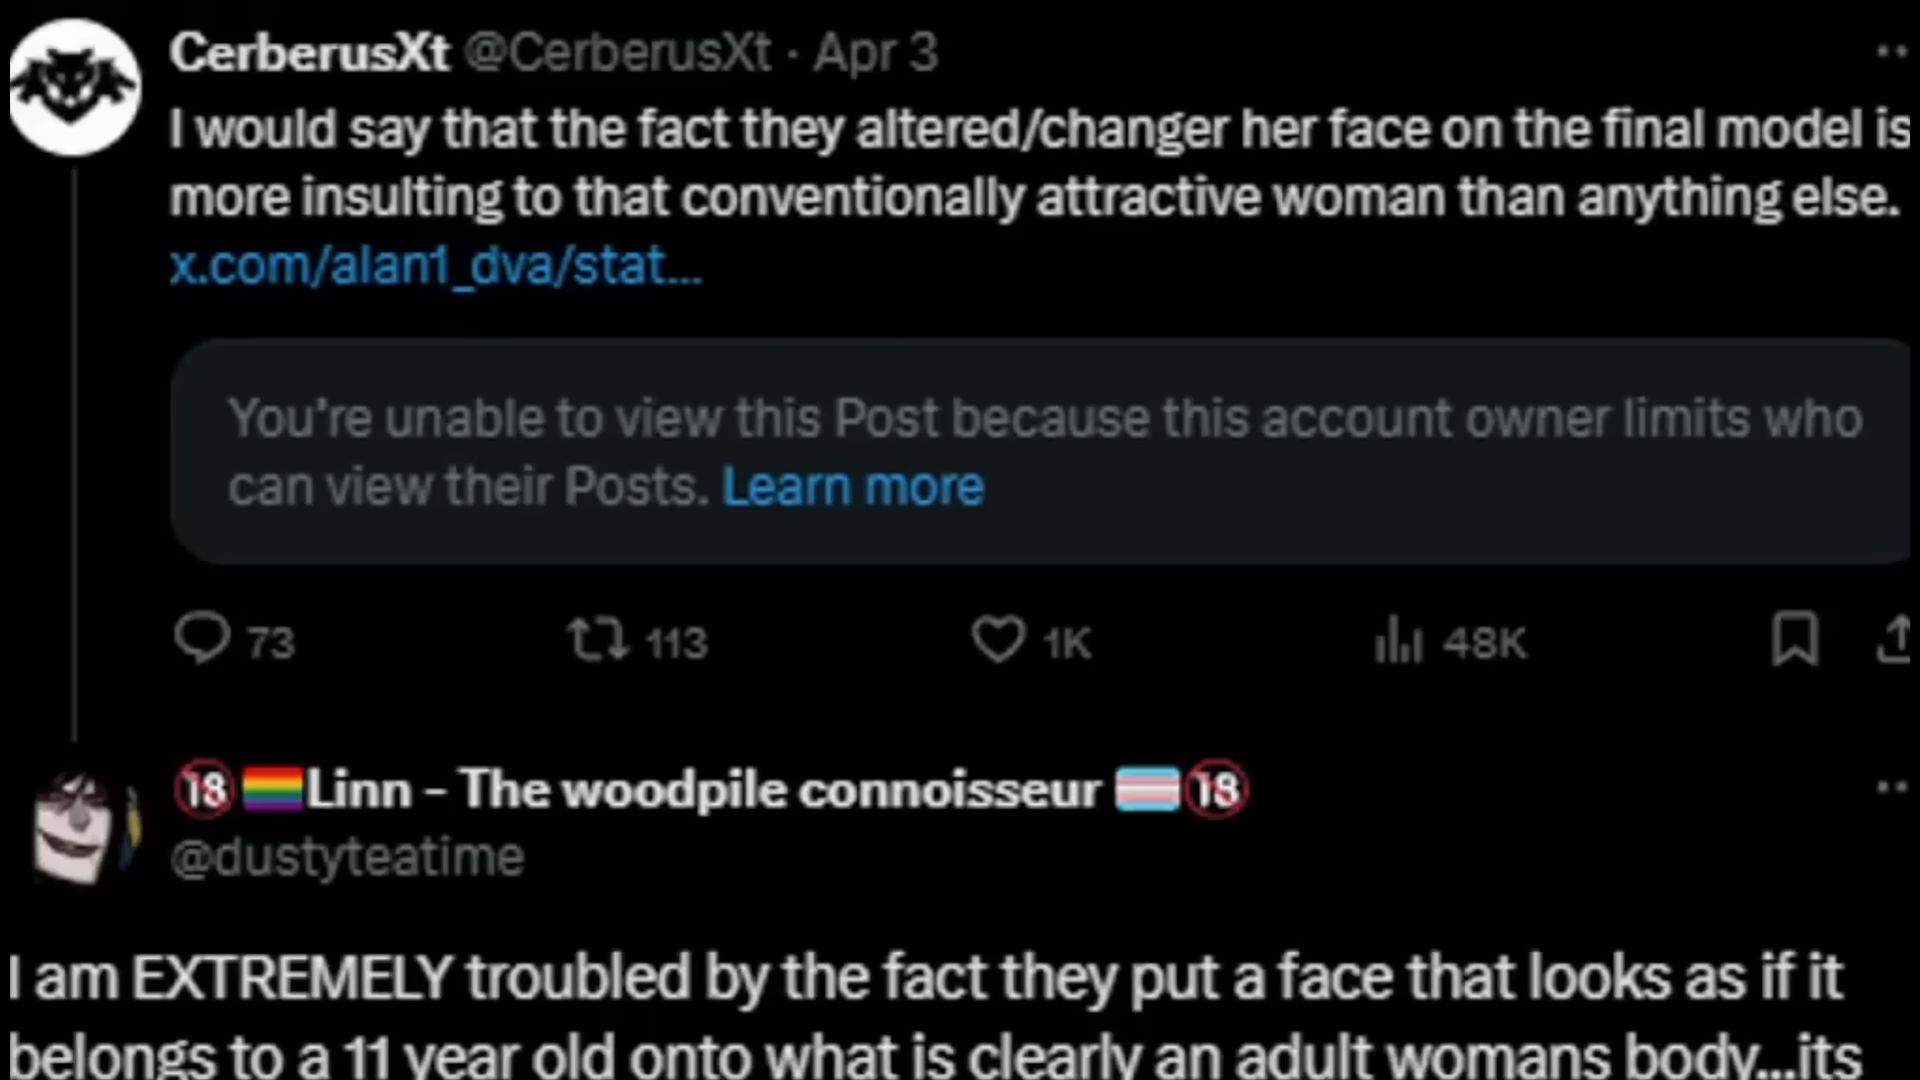 CerberusXt @CerberusXt · Apr 3
I would say that the fact they altered/changer her face on the final model is
more insulting to that conventionally attractive woman than anything else.
x.com/alan1_dva/stat...
You're unable to view this Post because this account owner limits who
can view their Posts. Learn more
73 113 1K 48K
🔞🏳️‍🌈Linn – The woodpile connoisseur 🏳️‍⚧️🔞
@dustyteatime
I am EXTREMELY troubled by the fact they put a face that looks as if it
belongs to a 11 year old onto what is clearly an adult womans body...its